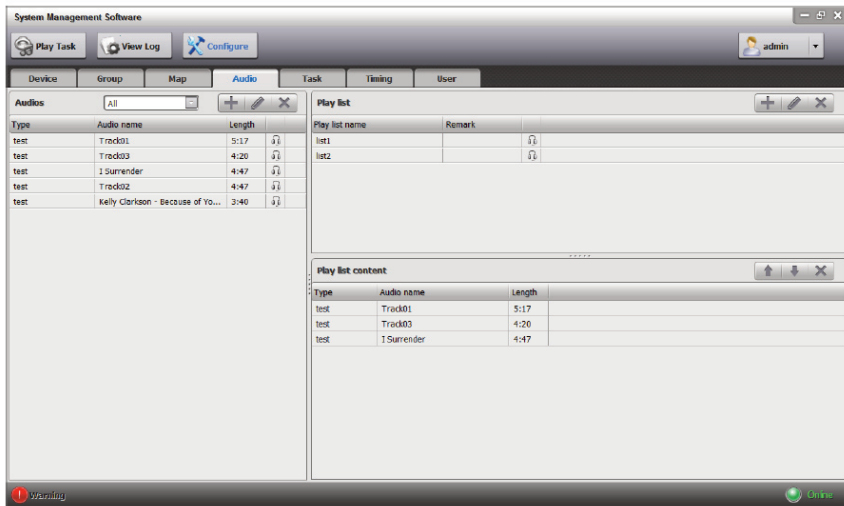 System Management Software
Play Task View Log Configure admin
Device Group Map Audio Task Timing User
Audios All
Type Audio name Length
test Track01 5:17
test Track03 4:20
test I Surrender 4:47
test Track02 4:47
test Kelly Clarkson - Because of Yo... 3:40
Play list
Play list name Remark
list1
list2
Play list content
Type Audio name Length
test Track01 5:17
test Track03 4:20
test I Surrender 4:47
Warning Online